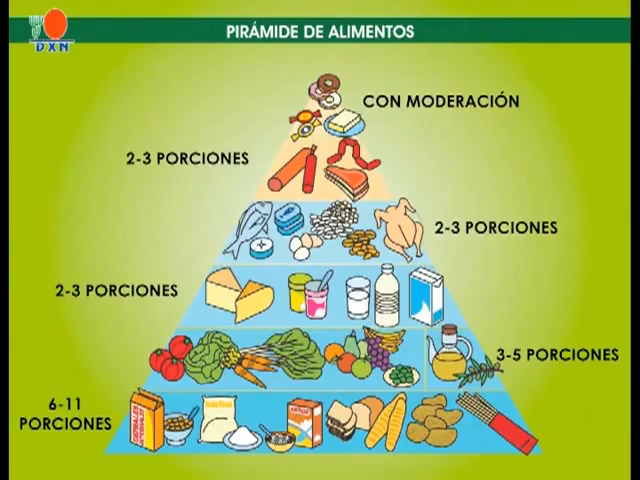 DXN
PIRÁMIDE DE ALIMENTOS
CON MODERACIÓN
2-3 PORCIONES
2-3 PORCIONES
2-3 PORCIONES
3-5 PORCIONES
6-11
PORCIONES